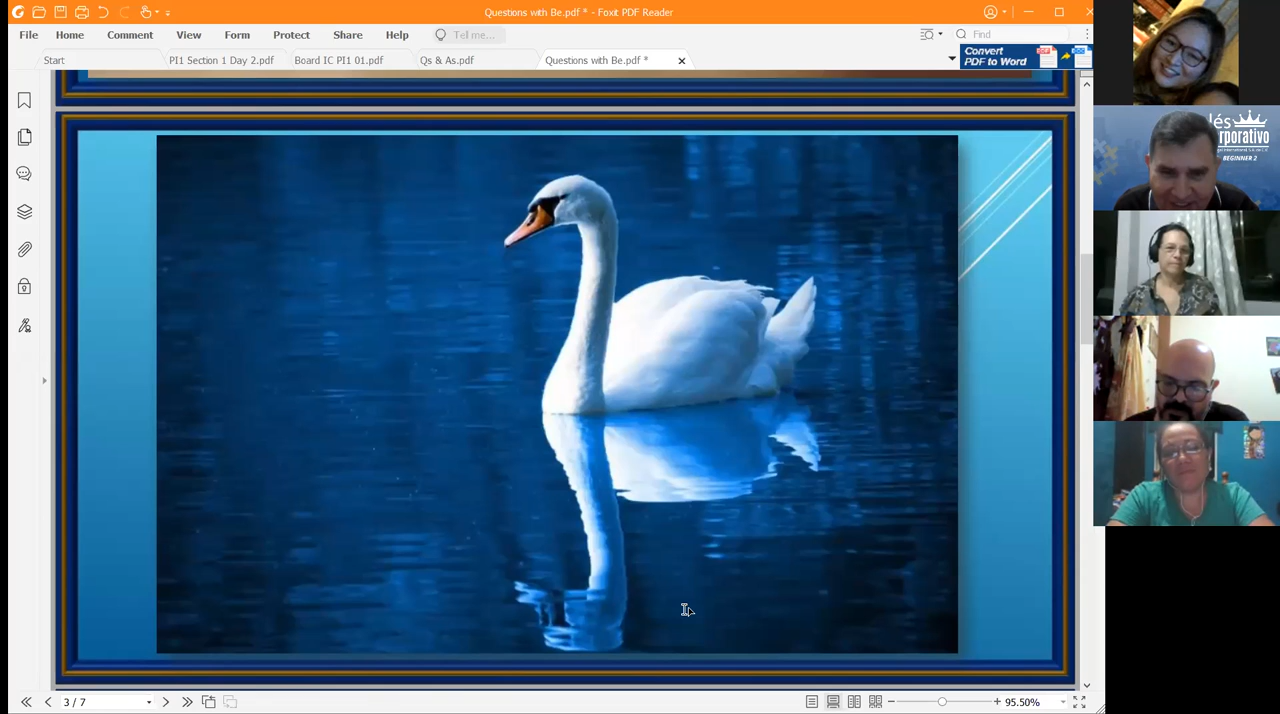 Questions with Be.pdf * - Foxit PDF Reader
File Home Comment View Form Protect Share Help Tell me... Find
Start PI1 Section 1 Day 2.pdf Board IC PI1 01.pdf Qs & As.pdf Questions with Be.pdf *
Convert
PDF to Word
lés
rporativo
BEGINNER 2
3 / 7 95.50%